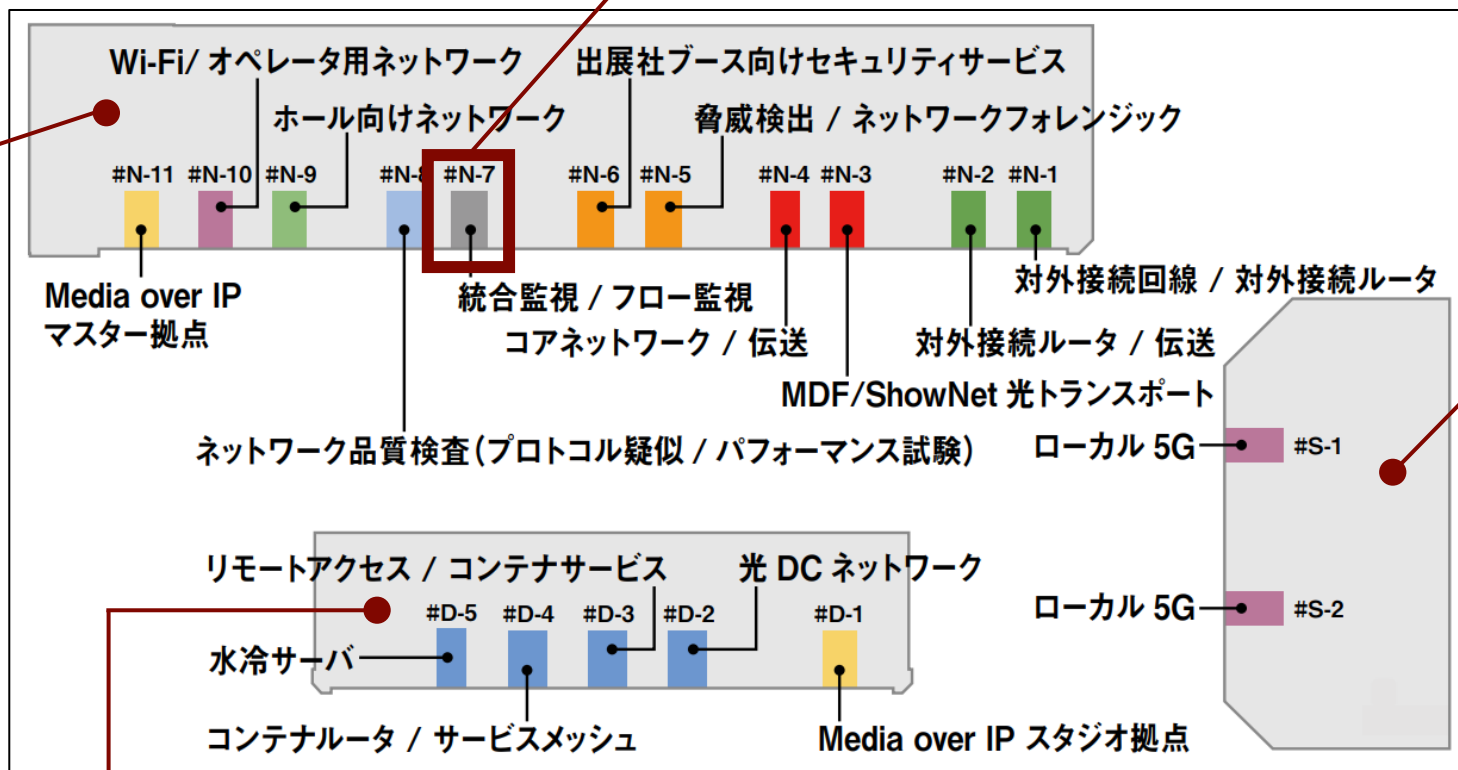 Wi-Fi/ オペレータ用ネットワーク
出展社ブース向けセキュリティサービス
ホール向けネットワーク
脅威検出 / ネットワークフォレンジック
#N-11 #N-10 #N-9 #N-8 #N-7 #N-6 #N-5 #N-4 #N-3 #N-2 #N-1
Media over IP
マスター拠点
統合監視 / フロー監視
対外接続回線 / 対外接続ルータ
コアネットワーク / 伝送
対外接続ルータ / 伝送
MDF/ShowNet 光トランスポート
ネットワーク品質検査(プロトコル疑似 / パフォーマンス試験)
ローカル 5G
#S-1
リモートアクセス / コンテナサービス
光 DC ネットワーク
#D-5 #D-4 #D-3 #D-2 #D-1
ローカル 5G
#S-2
水冷サーバ
コンテナルータ / サービスメッシュ
Media over IP スタジオ拠点